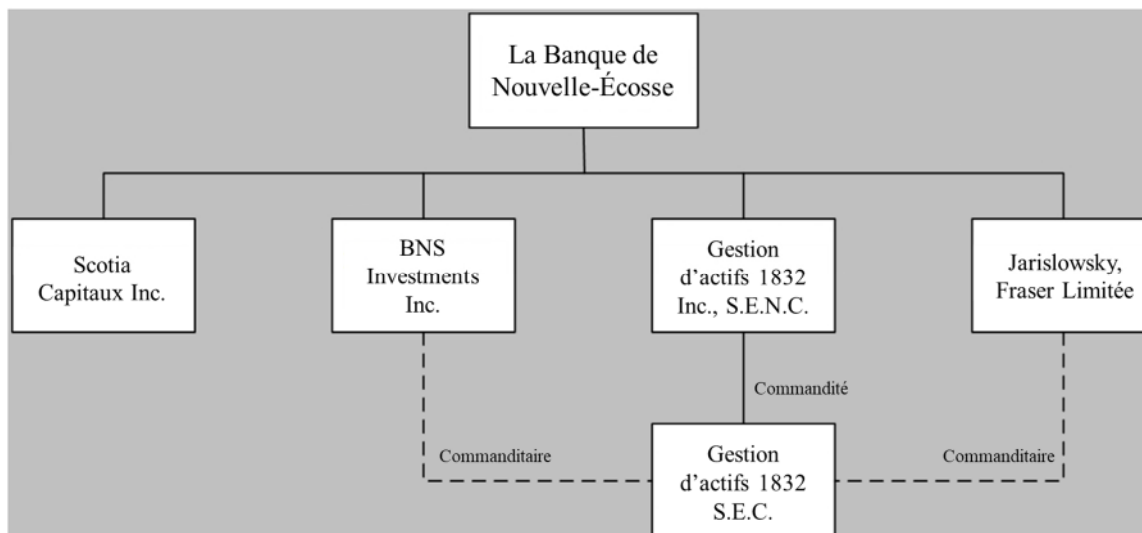 La Banque de
Nouvelle-Écosse
Scotia
Capitaux Inc.
BNS
Investments
Inc.
Gestion
d’actifs 1832
Inc., S.E.N.C.
Jarislowsky,
Fraser Limitée
Commandité
Commanditaire
Gestion
d’actifs 1832
S.E.C.
Commanditaire